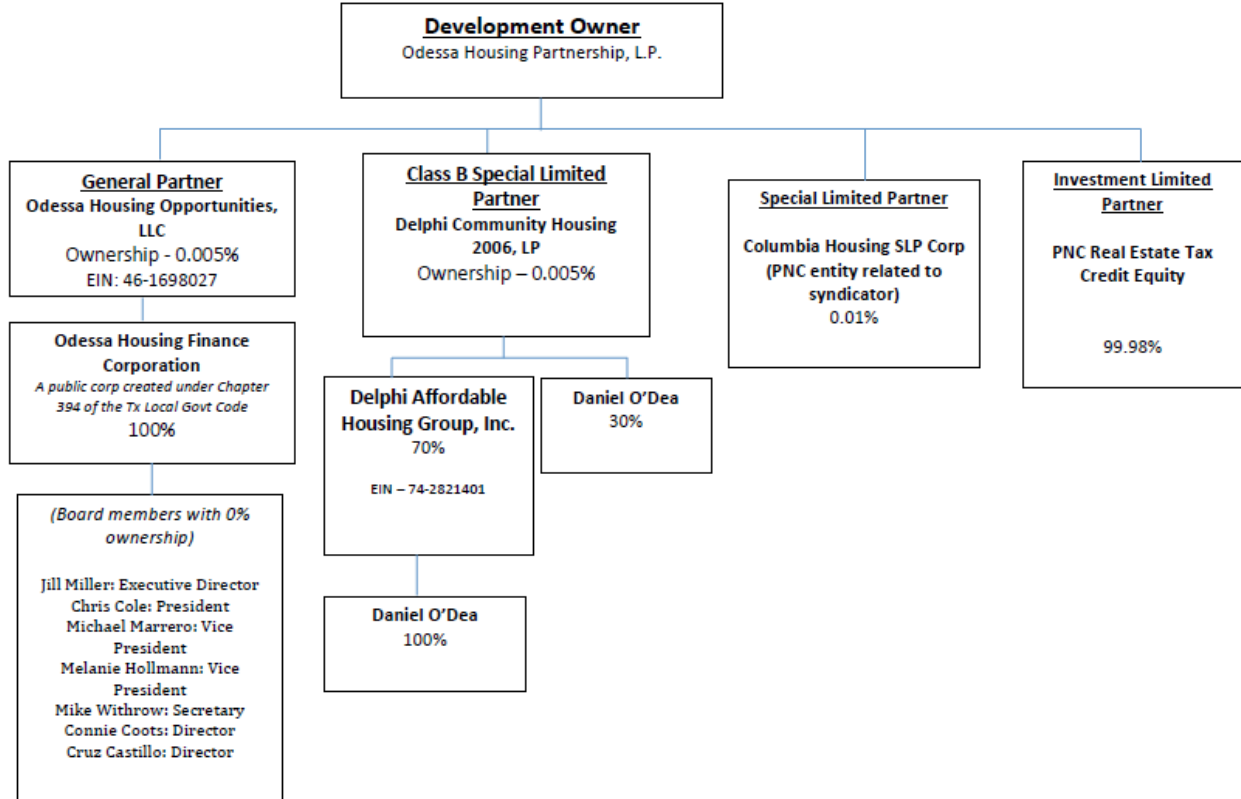 Development Owner
Odessa Housing Partnership, L.P.
General Partner
Odessa Housing Opportunities,
LLC
Ownership - 0.005%
EIN: 46-1698027
Class B Special Limited
Partner
Delphi Community Housing
2006, LP
Ownership – 0.005%
Special Limited Partner
Columbia Housing SLP Corp
(PNC entity related to
syndicator)
0.01%
Investment Limited
Partner
PNC Real Estate Tax
Credit Equity
99.98%
Odessa Housing Finance
Corporation
A public corp created under Chapter
394 of the Tx Local Govt Code
100%
Delphi Affordable
Housing Group, Inc.
70%
EIN – 74-2821401
Daniel O’Dea
30%
(Board members with 0%
ownership)
Jill Miller: Executive Director
Chris Cole: President
Michael Marrero: Vice
President
Melanie Hollmann: Vice
President
Mike Withrow: Secretary
Connie Coots: Director
Cruz Castillo: Director
Daniel O’Dea
100%